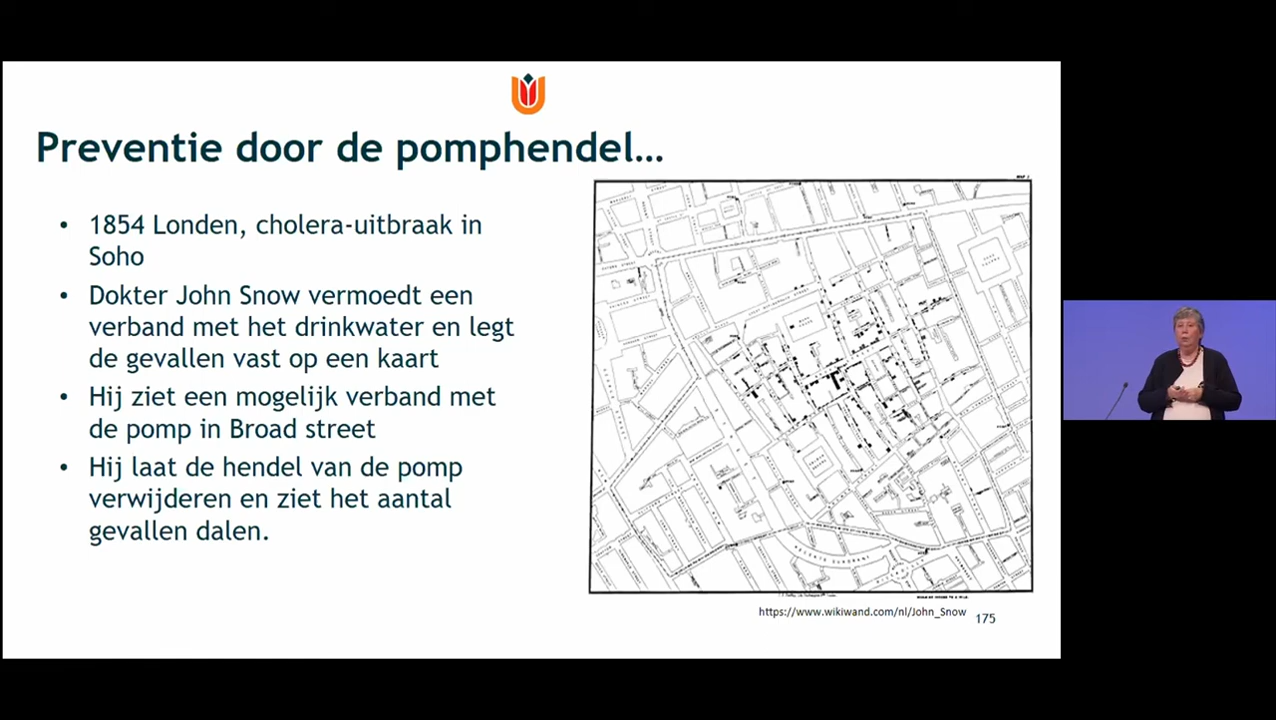 Preventie door de pomphendel...
• 1854 Londen, cholera-uitbraak in
Soho
• Dokter John Snow vermoedt een
verband met het drinkwater en legt
de gevallen vast op een kaart
• Hij ziet een mogelijk verband met
de pomp in Broad street
• Hij laat de hendel van de pomp
verwijderen en ziet het aantal
gevallen dalen.
https://www.wikiwand.com/nl/John_Snow
175